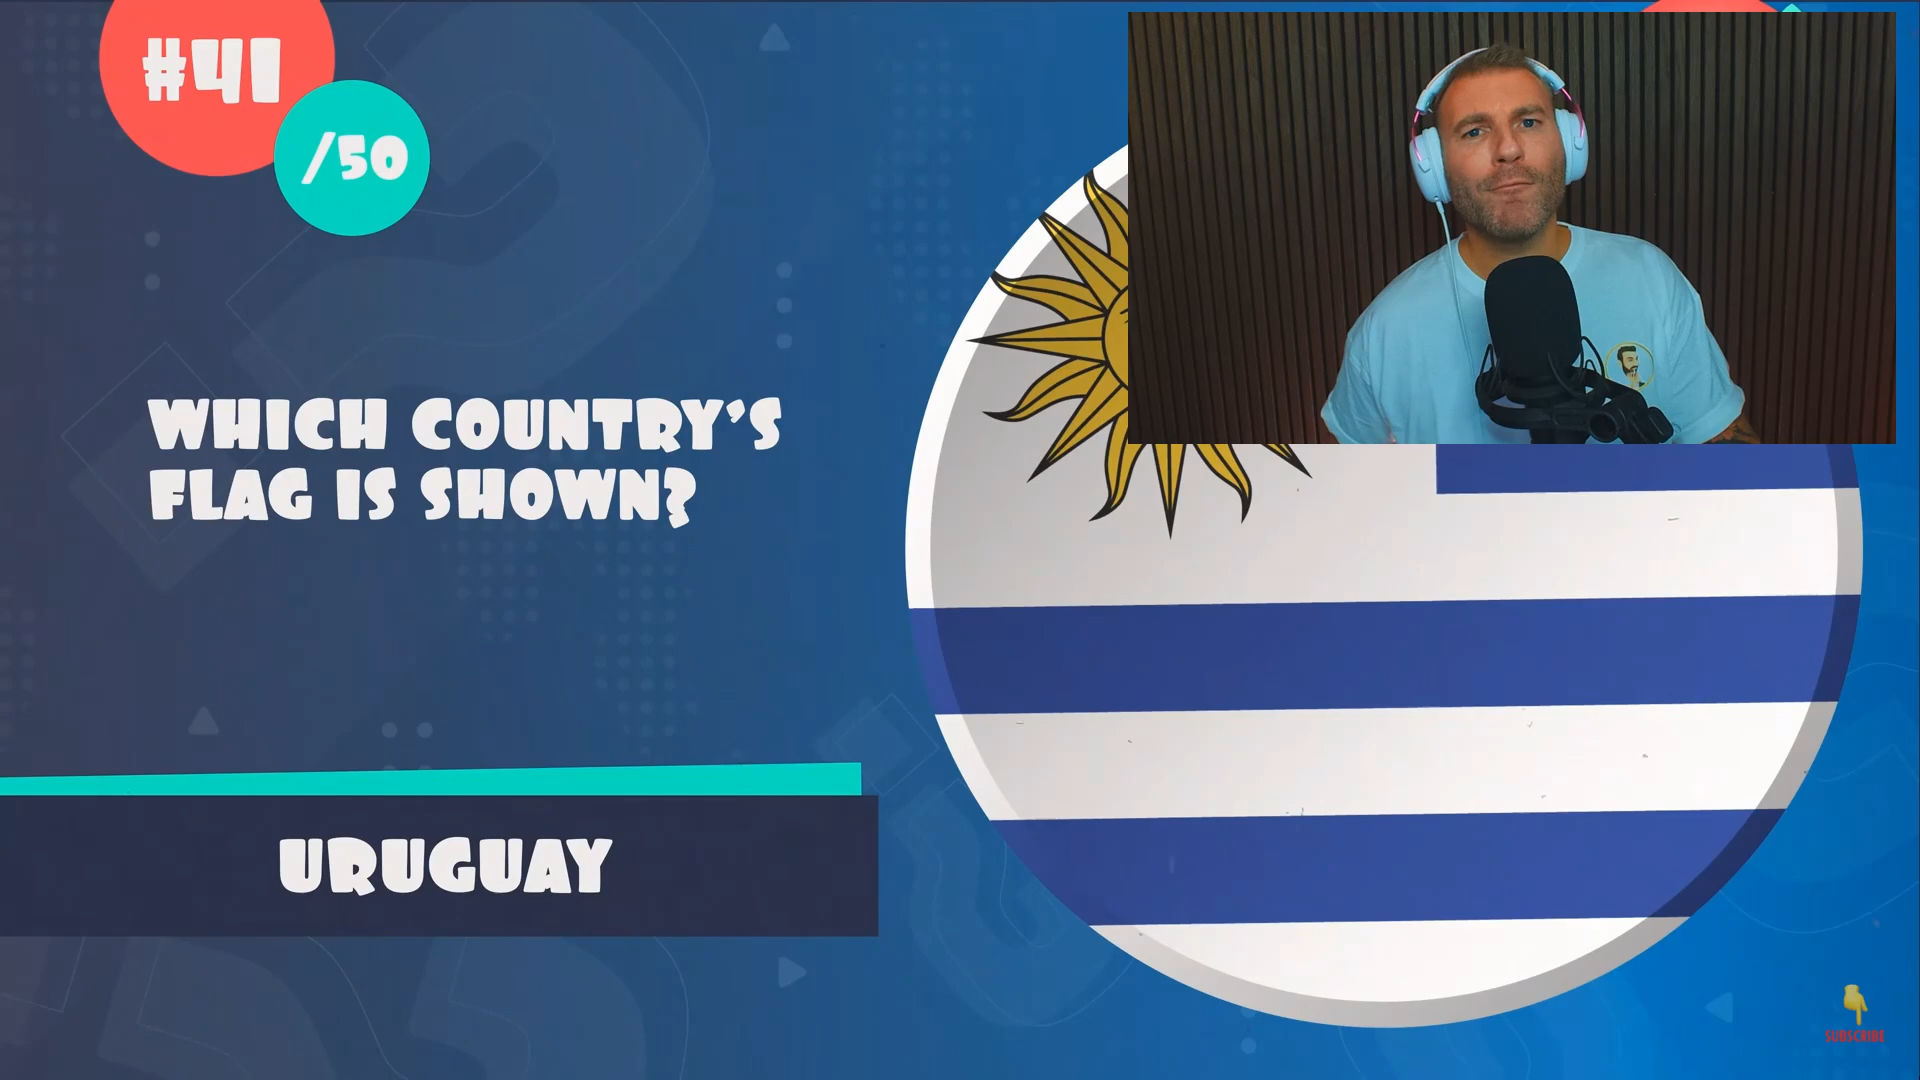 #41
/50
WHICH COUNTRY'S
FLAG IS SHOWN?
URUGUAY
SUBSCRIBE